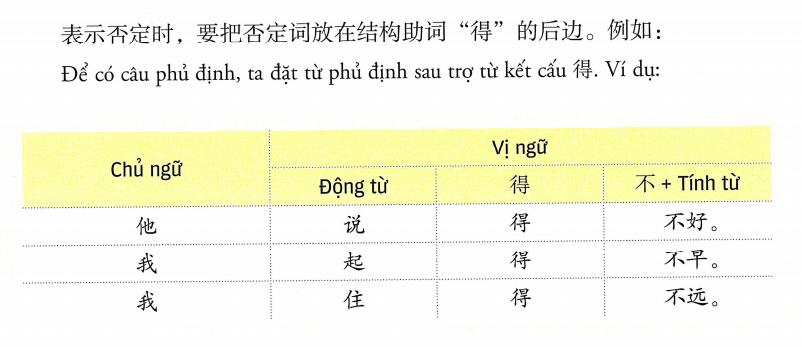 表示否定时，要把否定词放在结构助词“得”的后边。例如：
Để có câu phủ định, ta đặt từ phủ định sau trợ từ kết cấu 得. Ví dụ:
Chủ ngữ Vị ngữ
Động từ 得 不 + Tính từ
他 说 得 不好。
我 起 得 不早。
我 住 得 不远。